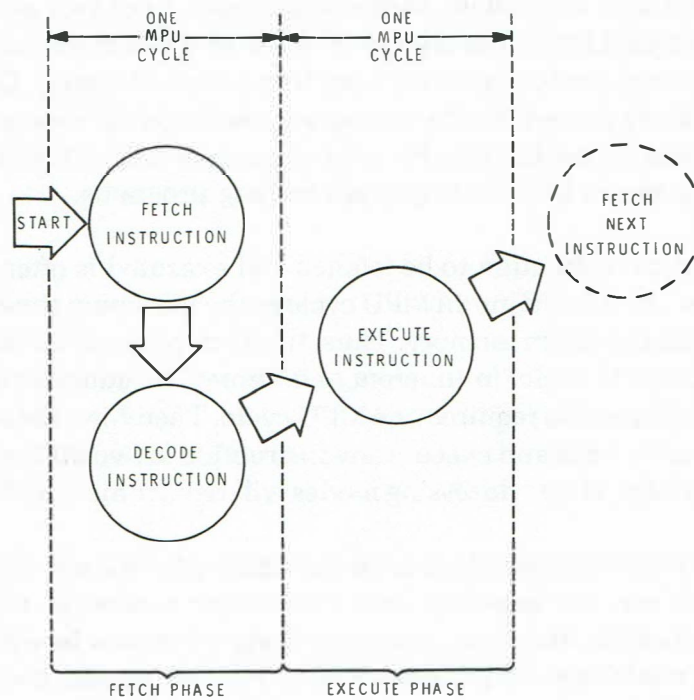 ONE
MPU
CYCLE
ONE
MPU
CYCLE
START
FETCH
INSTRUCTION
FETCH
NEXT
INSTRUCTION
EXECUTE
INSTRUCTION
DECODE
INSTRUCTION
FETCH PHASE
EXECUTE PHASE